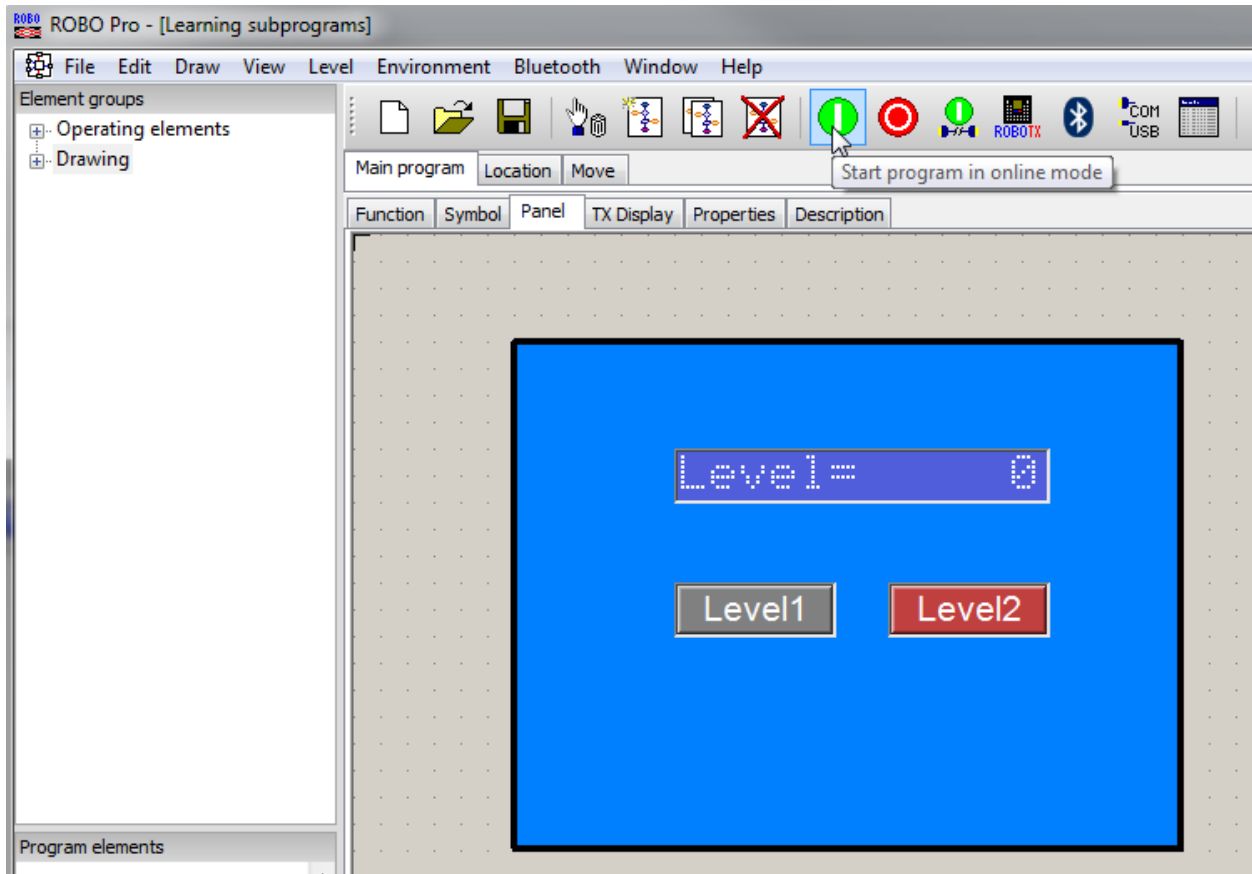 ROBO ROBO Pro - [Learning subprograms]
File Edit Draw View Level Environment Bluetooth Window Help
Element groups
Operating elements
Drawing
ROBOTX
COM
USB
Main program Location Move
Start program in online mode
Function Symbol Panel TX Display Properties Description
Level= 0
Level1 Level2
Program elements